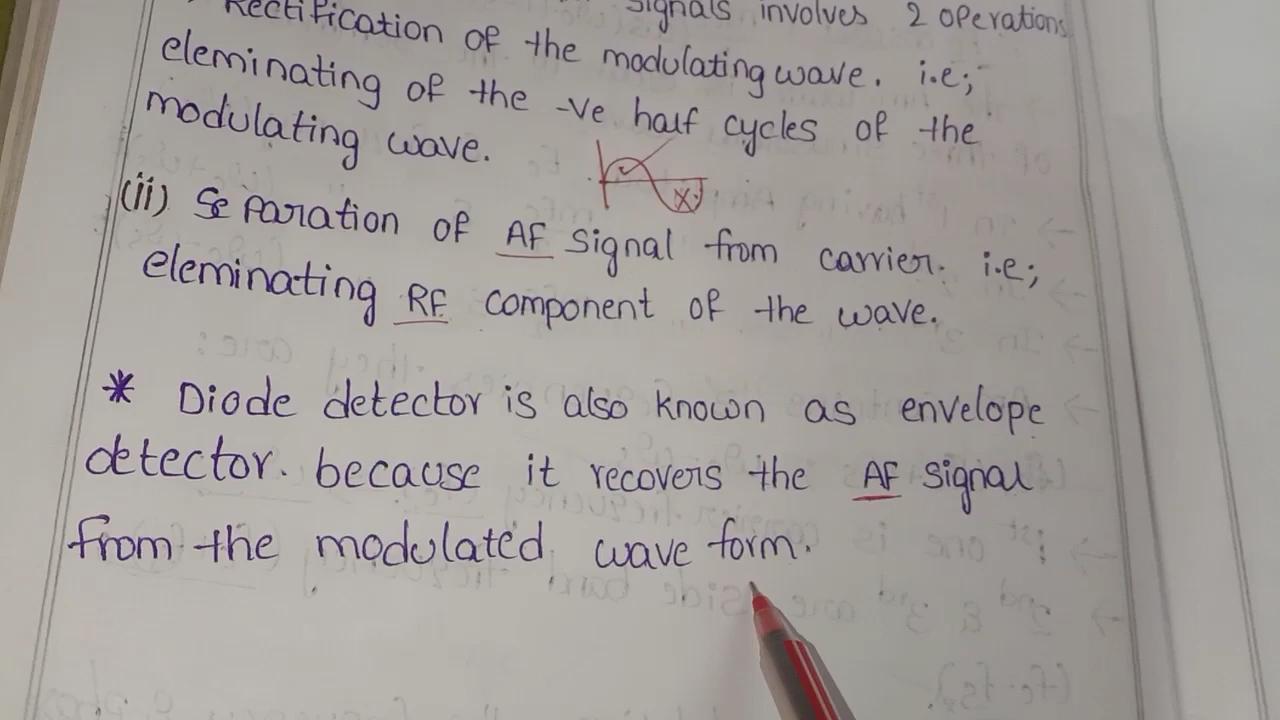 Signals involves 2 operations
Rectification of the modulating wave. i.e;
eleminating of the -ve half cycles of the
modulating wave.
(ii) Separation of AF signal from carrier. i.e;
eleminating RF component of the wave.
* Diode detector is also known as envelope
detector. because it recovers the AF signal
from the modulated wave form.